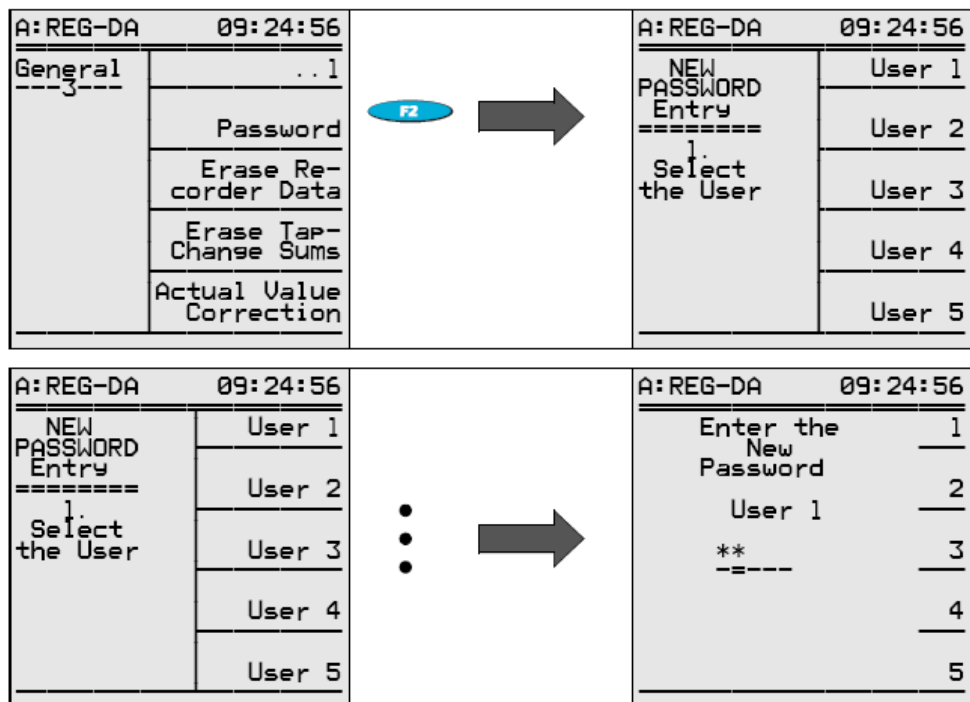 A:REG-DA 09:24:56
General
---3---
..1
Password
Erase Re-
corder Data
Erase Tap-
Change Sums
Actual Value
Correction
F2
A:REG-DA 09:24:56
NEW
PASSWORD
Entry
========
1.
Select
the User
User 1
User 2
User 3
User 4
User 5
A:REG-DA 09:24:56
NEW
PASSWORD
Entry
========
1.
Select
the User
User 1
User 2
User 3
User 4
User 5
A:REG-DA 09:24:56
Enter the
New
Password
User 1
**
-=---
1
2
3
4
5